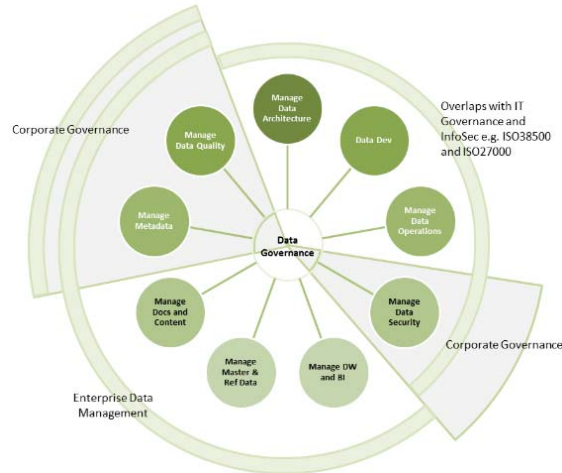 Corporate Governance
Manage
Data
Architecture
Manage
Data Quality
Data Dev
Overlaps with IT
Governance and
InfoSec e.g. ISO38500
and ISO27000
Manage
Metadata
Data
Governance
Manage
Data
Operations
Manage
Docs and
Content
Manage
Data
Security
Corporate Governance
Manage
Master &
Ref Data
Manage DW
and BI
Enterprise Data
Management